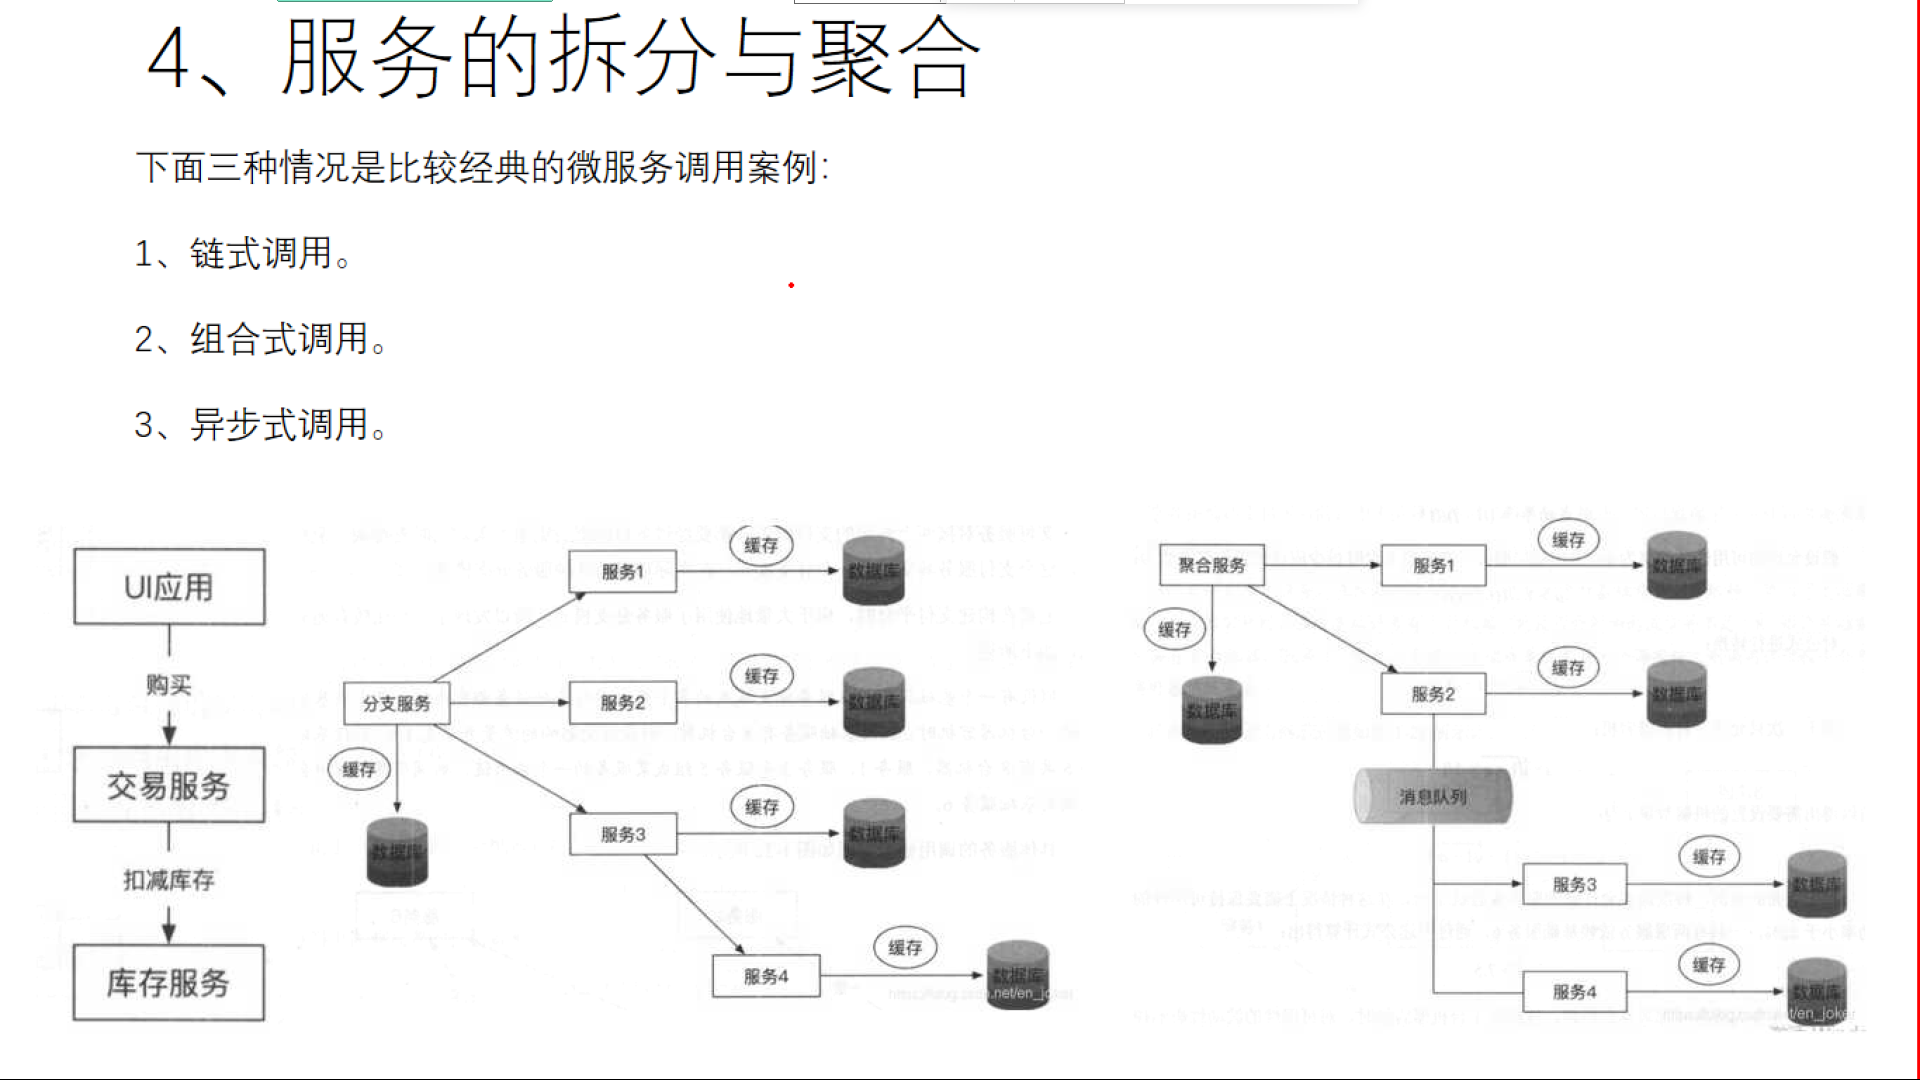 4、服务的拆分与聚合
下面三种情况是比较经典的微服务调用案例：
1、链式调用。
2、组合式调用。
3、异步式调用。
UI应用
购买
交易服务
扣减库存
库存服务
分支服务
缓存
数据库
服务1
缓存
数据库
服务2
缓存
数据库
服务3
缓存
数据库
服务4
缓存
数据库
聚合服务
缓存
数据库
服务1
缓存
数据库
服务2
缓存
数据库
消息队列
服务3
缓存
数据库
服务4
缓存
数据库